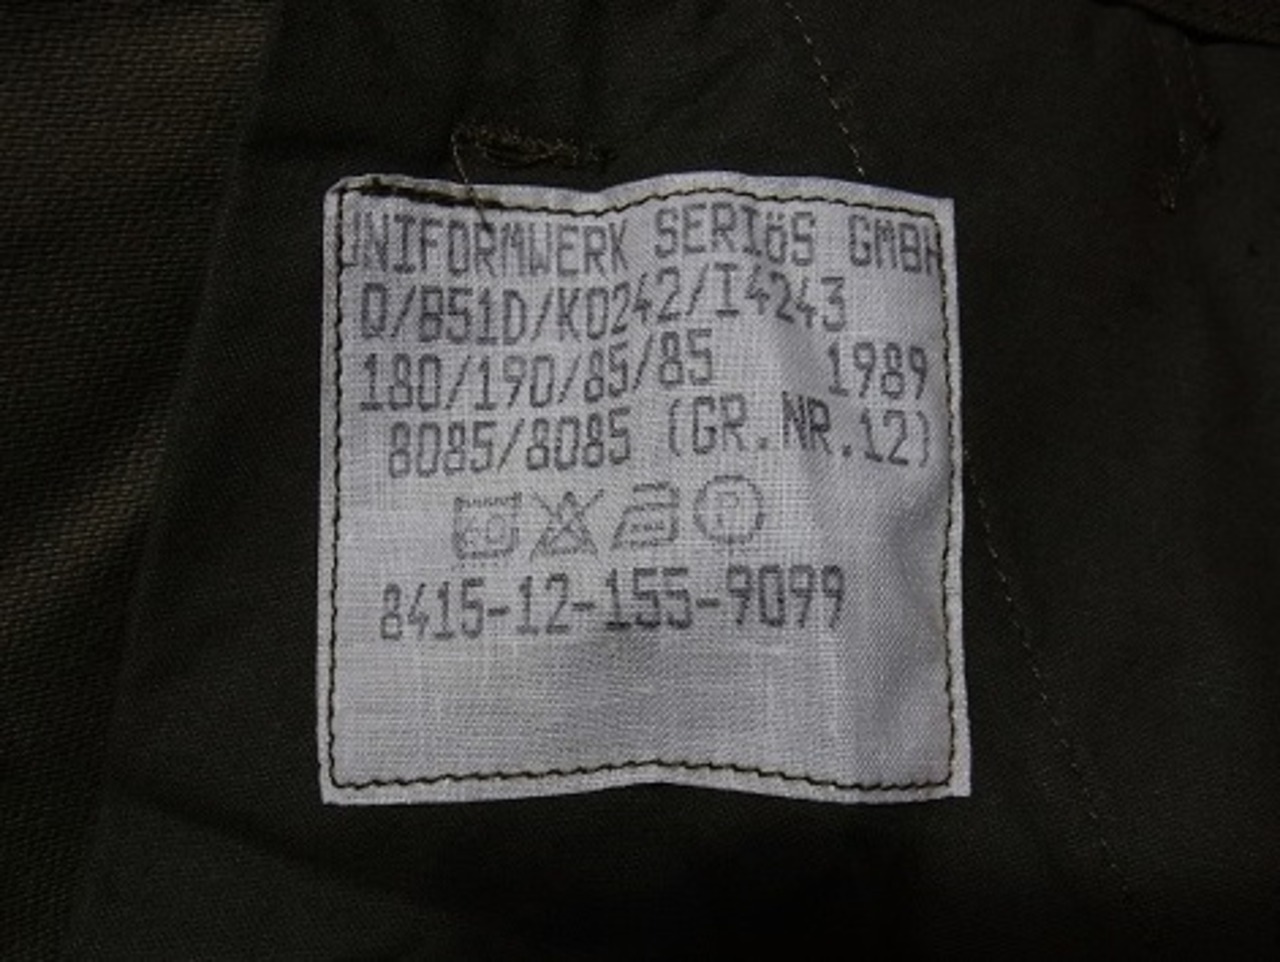 UNIFORMWERK SERIöS GMBH
Q/B51D/K0242/I4243
180/190/85/85 1989
8085/8085 (GR.NR.12)
60 P
8415-12-155-9099